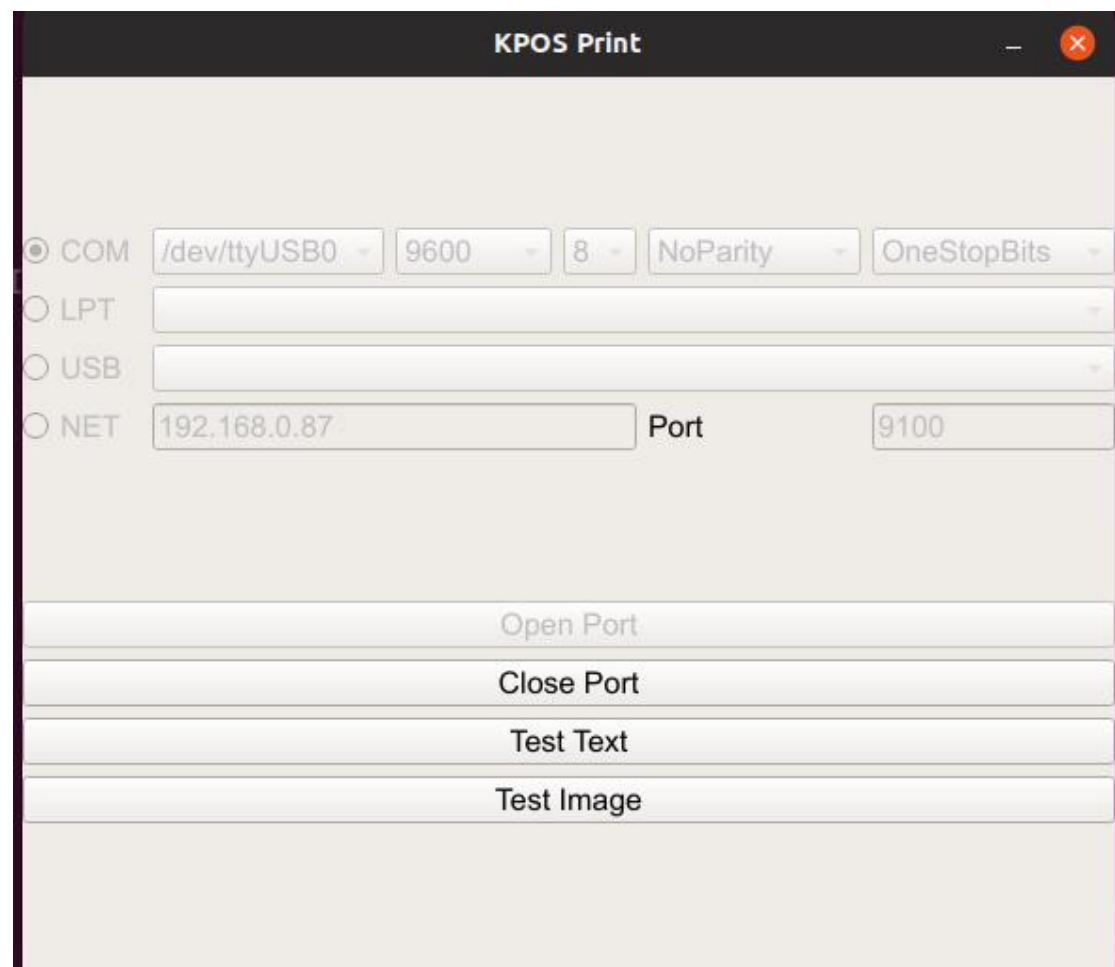 KPOS Print
COM /dev/ttyUSB0 9600 8 NoParity OneStopBits
LPT
USB
NET 192.168.0.87 Port 9100
Open Port
Close Port
Test Text
Test Image